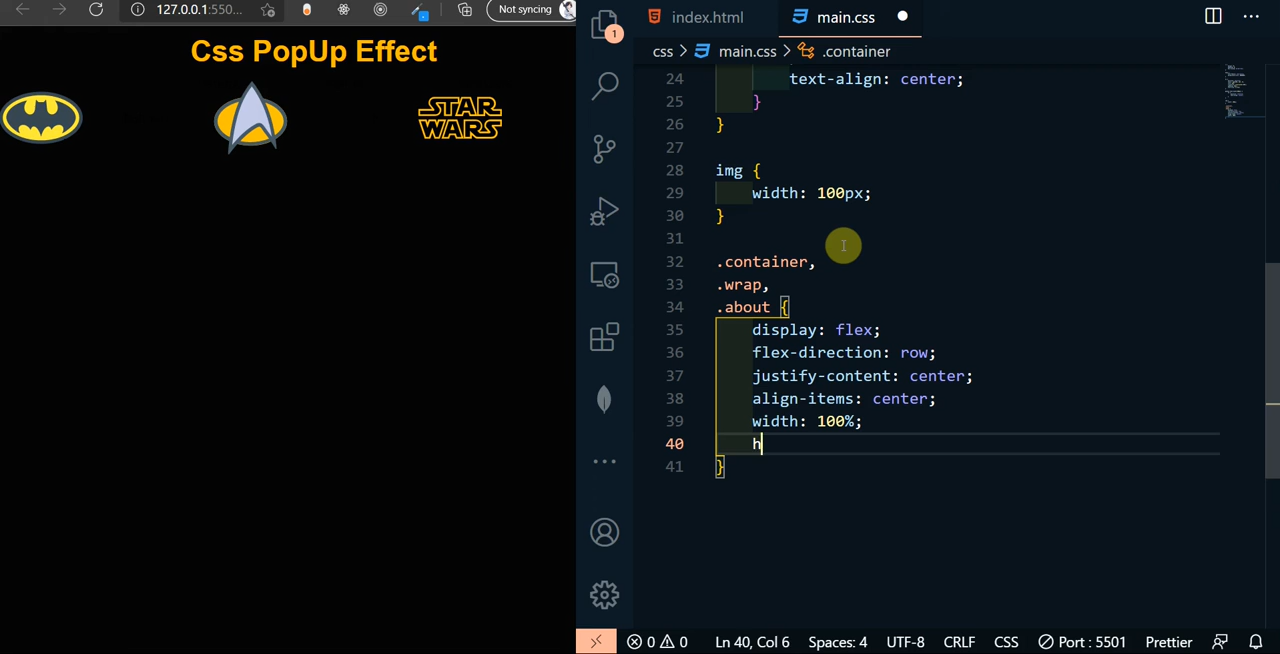 127.0.0.1:550...
Not syncing
Css PopUp Effect
STAR
WARS
1
index.html
main.css
css > main.css > .container
24 text-align: center;
25 }
26 }
27
28 img {
29 width: 100px;
30 }
31
32 .container,
33 .wrap,
34 .about {
35 display: flex;
36 flex-direction: row;
37 justify-content: center;
38 align-items: center;
39 width: 100%;
40 h
41 }
0 0 Ln 40, Col 6 Spaces: 4 UTF-8 CRLF CSS Port : 5501 Prettier